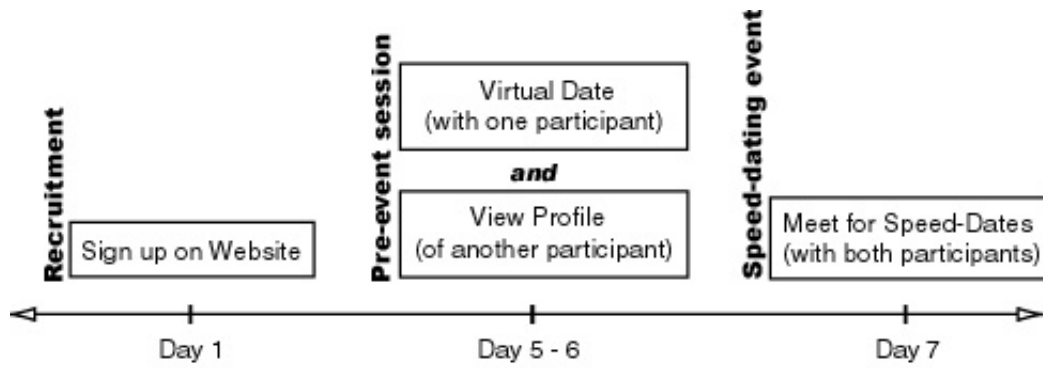 Recruitment
Sign up on Website
Pre-event session
Virtual Date
(with one participant)
and
View Profile
(of another participant)
Speed-dating event
Meet for Speed-Dates
(with both participants)
Day 1
Day 5 - 6
Day 7